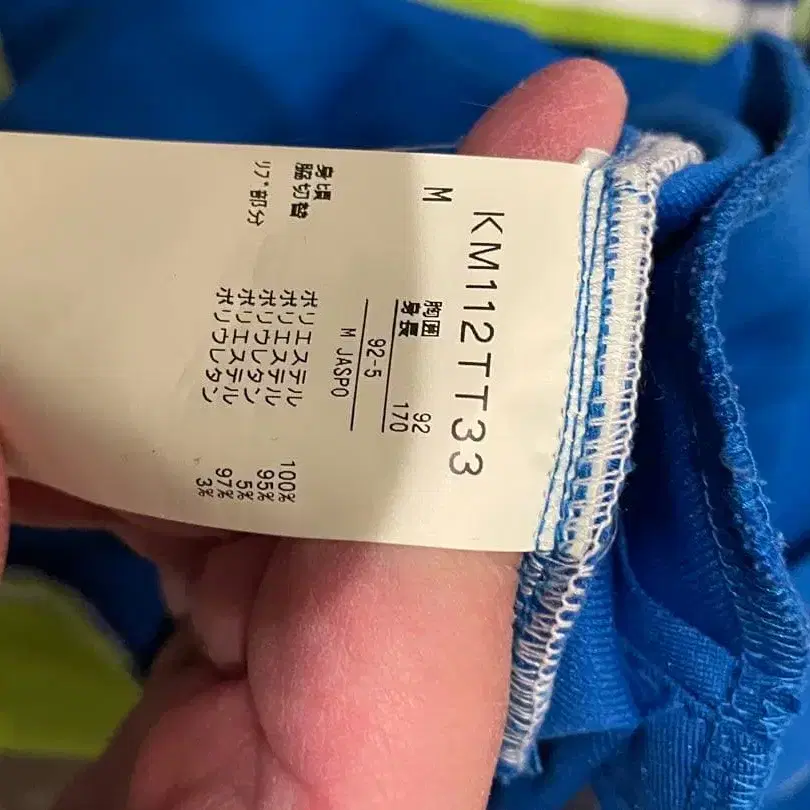 KM112TT33
M
胸囲 92
身長 170
92-5
M JASPO
身頃 ポリエステル 100%
脇切替 ポリエステル 95%
ポリウレタン 5%
リブ部分 ポリエステル 97%
ポリウレタン 3%